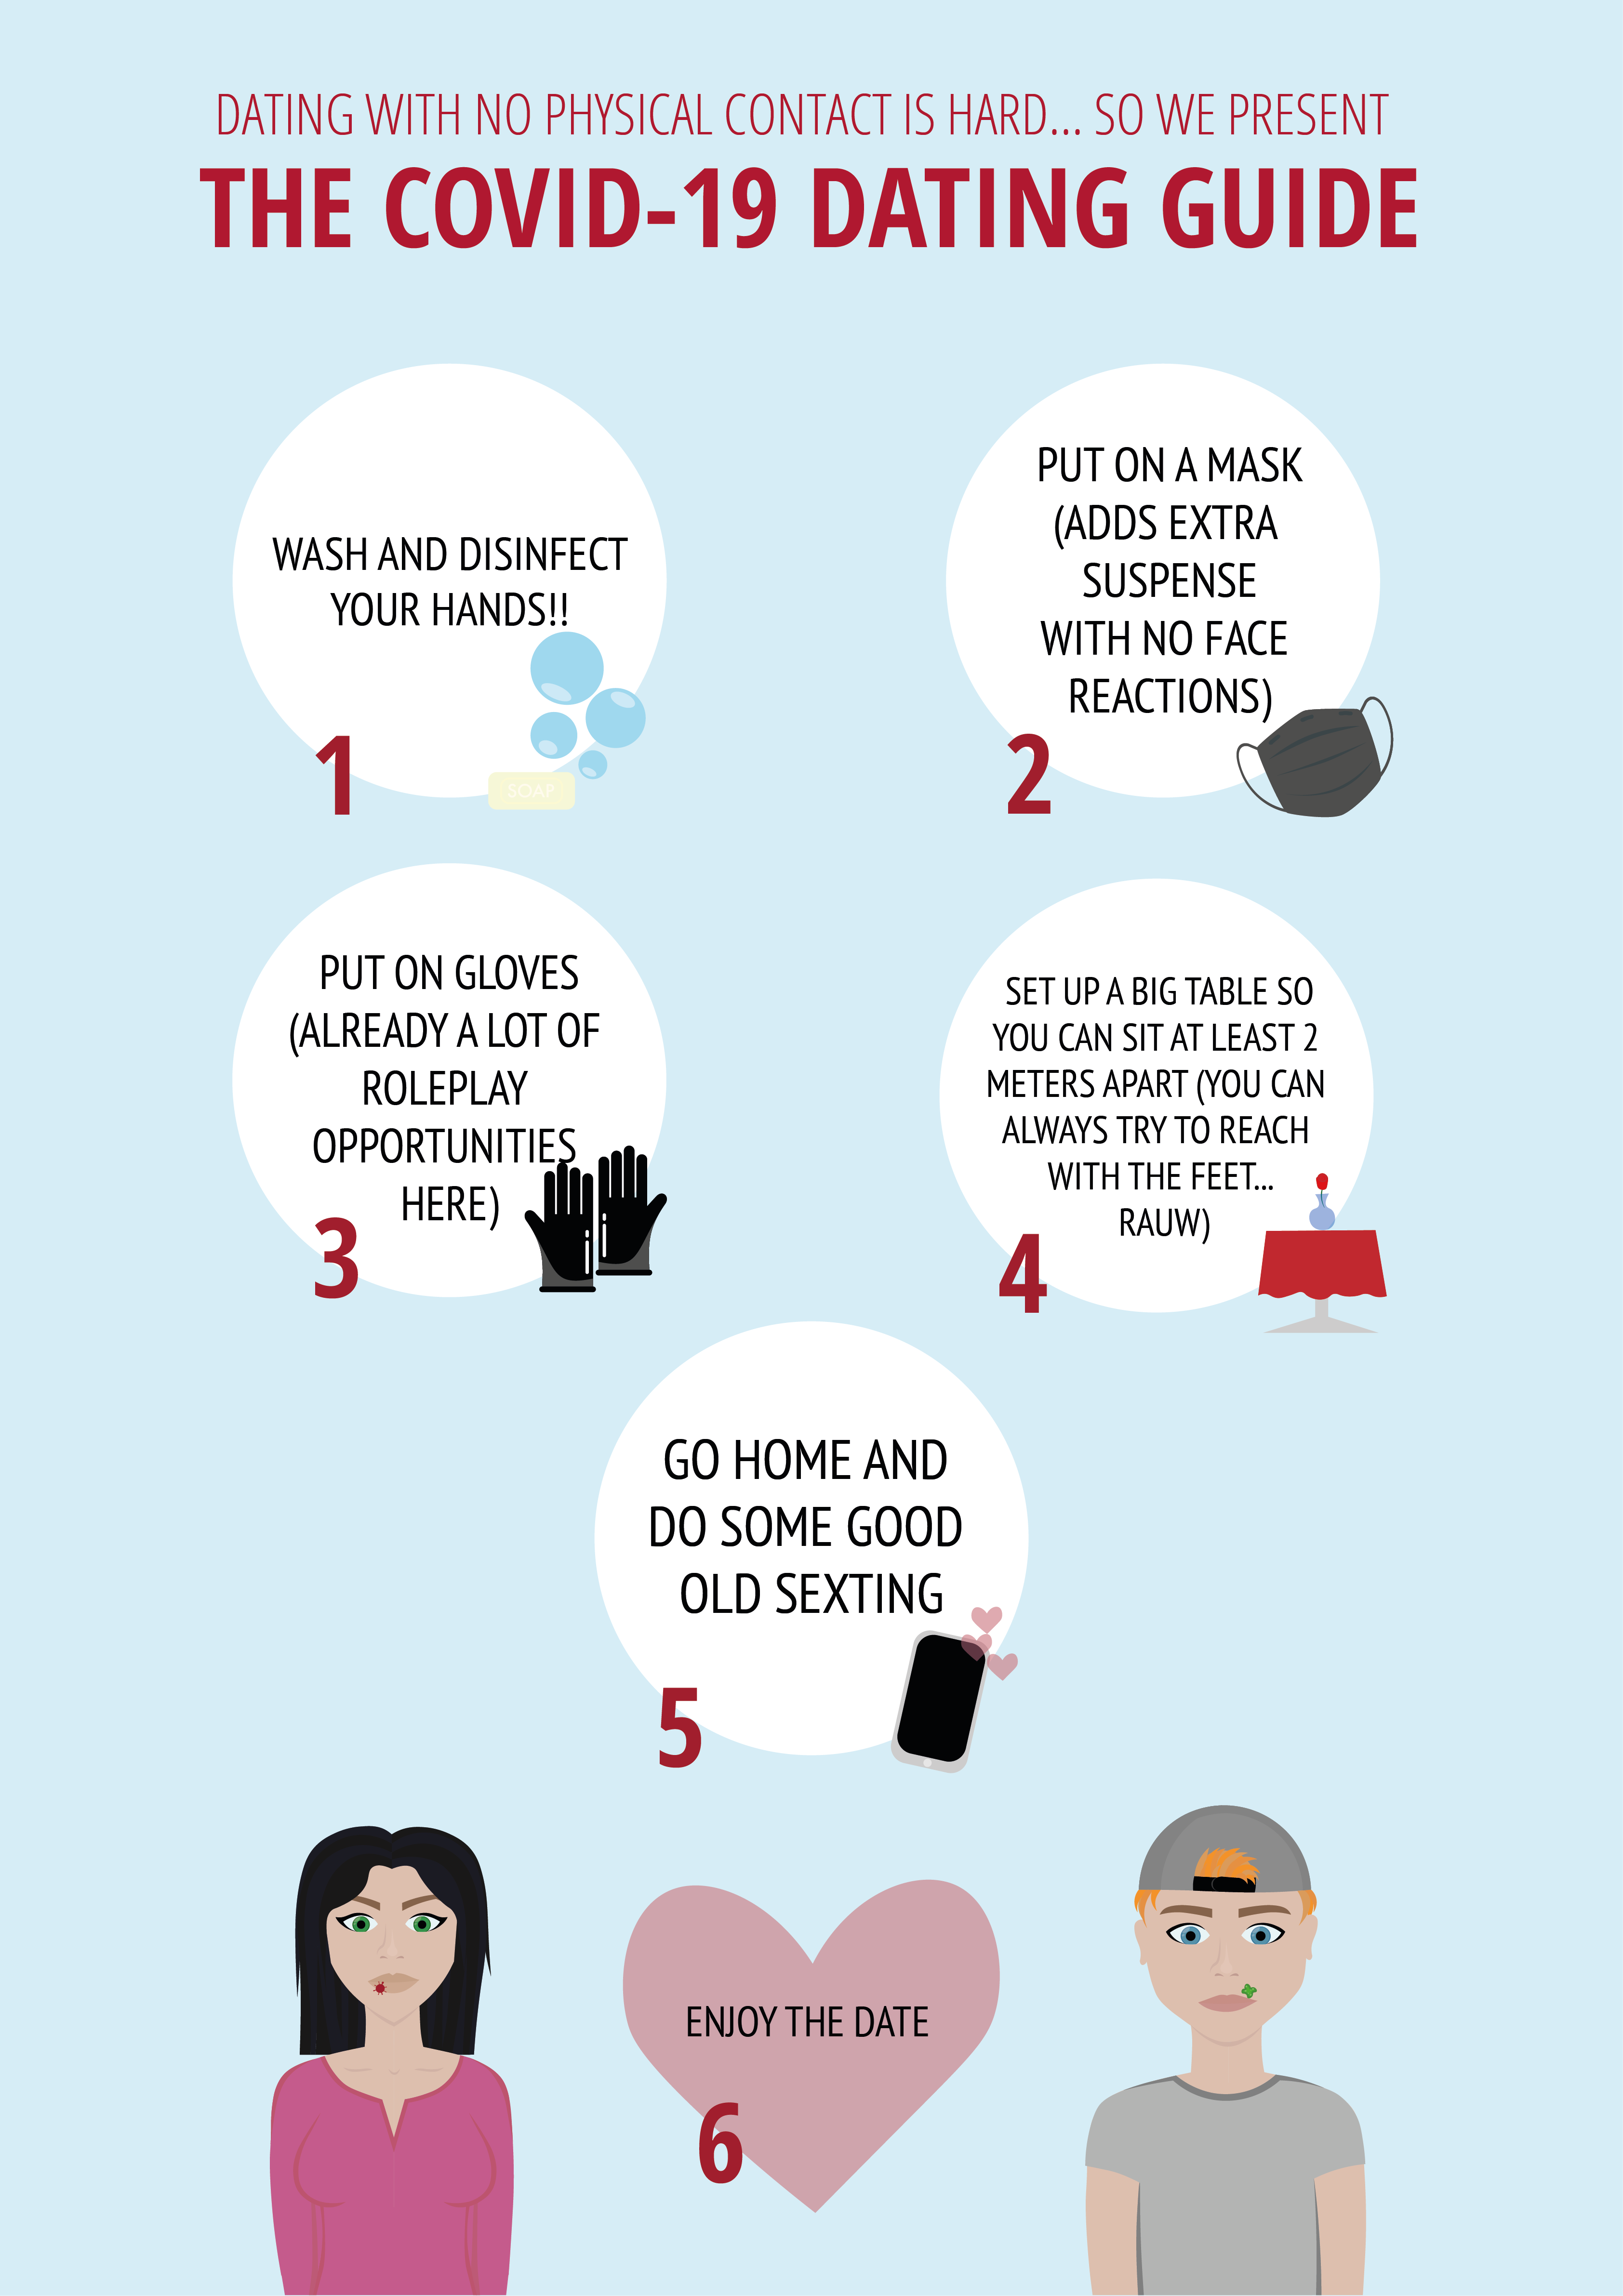 DATING WITH NO PHYSICAL CONTACT IS HARD... SO WE PRESENT
THE COVID-19 DATING GUIDE
WASH AND DISINFECT
YOUR HANDS!!
SOAP
1
PUT ON A MASK
(ADDS EXTRA
SUSPENSE
WITH NO FACE
REACTIONS)
2
PUT ON GLOVES
(ALREADY A LOT OF
ROLEPLAY
OPPORTUNITIES
HERE)
3
SET UP A BIG TABLE SO
YOU CAN SIT AT LEAST 2
METERS APART (YOU CAN
ALWAYS TRY TO REACH
WITH THE FEET...
RAUW)
4
GO HOME AND
DO SOME GOOD
OLD SEXTING
5
ENJOY THE DATE
6